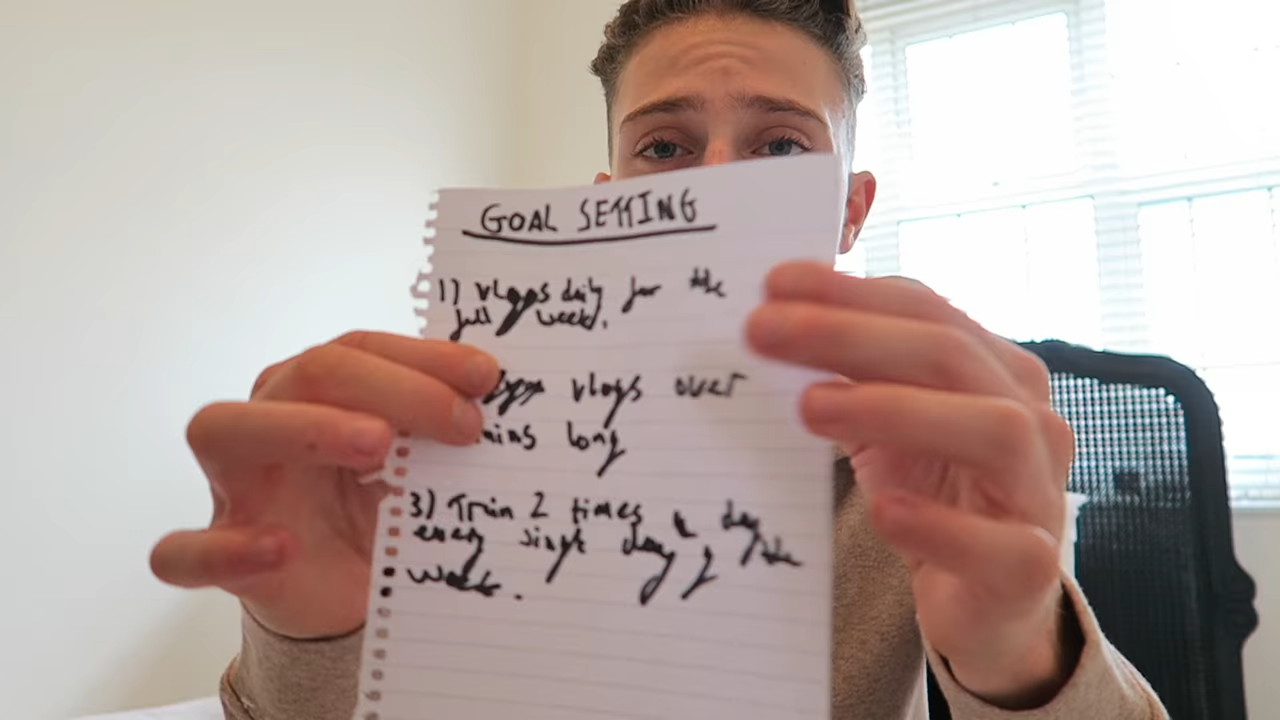 GOAL SETTING
1) vlogs daily for the
full week.
vlogs over
mins long
3) Train 2 times a day
every single day of the
week.